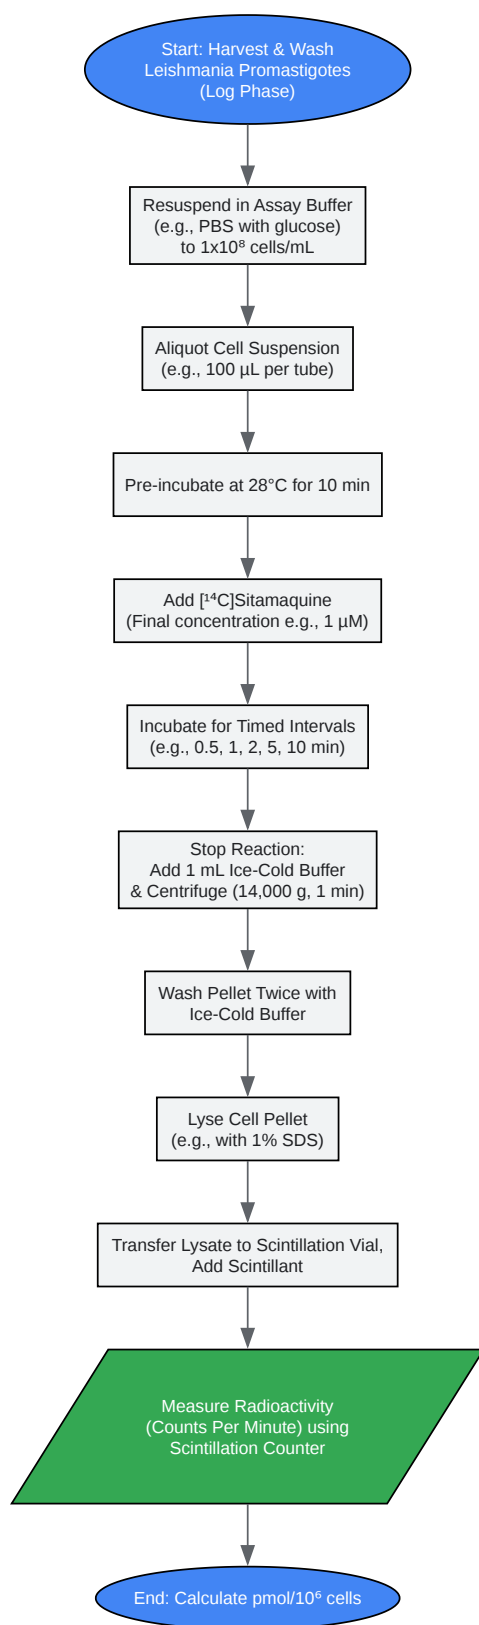 Start: Harvest & Wash
Leishmania Promastigotes
(Log Phase)
Resuspend in Assay Buffer
(e.g., PBS with glucose)
to 1x10⁸ cells/mL
Aliquot Cell Suspension
(e.g., 100 µL per tube)
Pre-incubate at 28°C for 10 min
Add [¹⁴C]Sitamaquine
(Final concentration e.g., 1 µM)
Incubate for Timed Intervals
(e.g., 0.5, 1, 2, 5, 10 min)
Stop Reaction:
Add 1 mL Ice-Cold Buffer
& Centrifuge (14,000 g, 1 min)
Wash Pellet Twice with
Ice-Cold Buffer
Lyse Cell Pellet
(e.g., with 1% SDS)
Transfer Lysate to Scintillation Vial,
Add Scintillant
Measure Radioactivity
(Counts Per Minute) using
Scintillation Counter
End: Calculate pmol/10⁶ cells